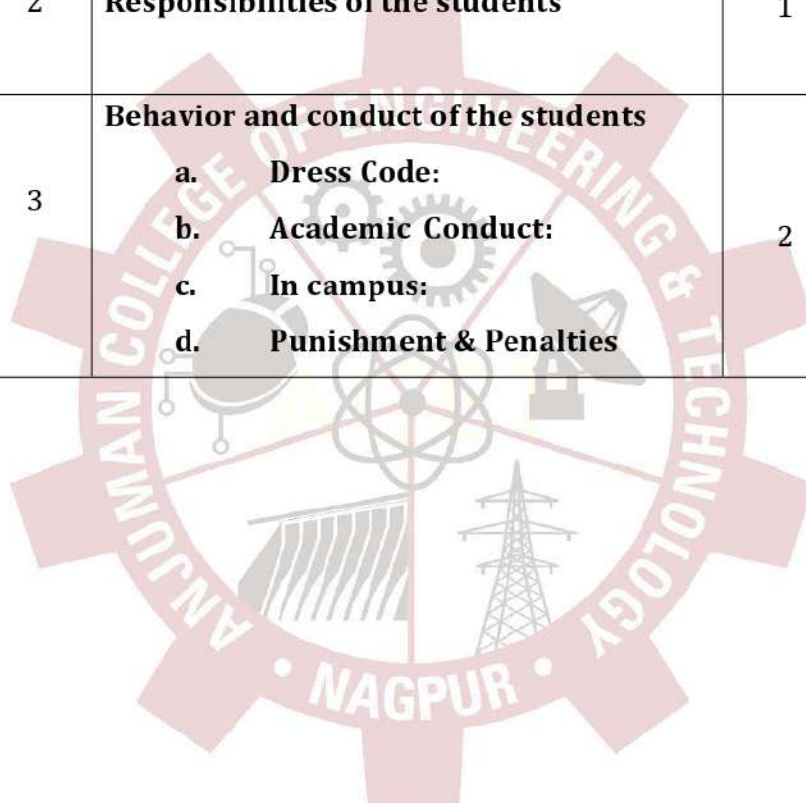 2 Responsibilities of the students 1
Behavior and conduct of the students
a. Dress Code:
3
b. Academic Conduct:
2
c. In campus:
d. Punishment & Penalties
ANJUMAN COLLEGE OF ENGINEERING & TECHNOLOGY
• NAGPUR •